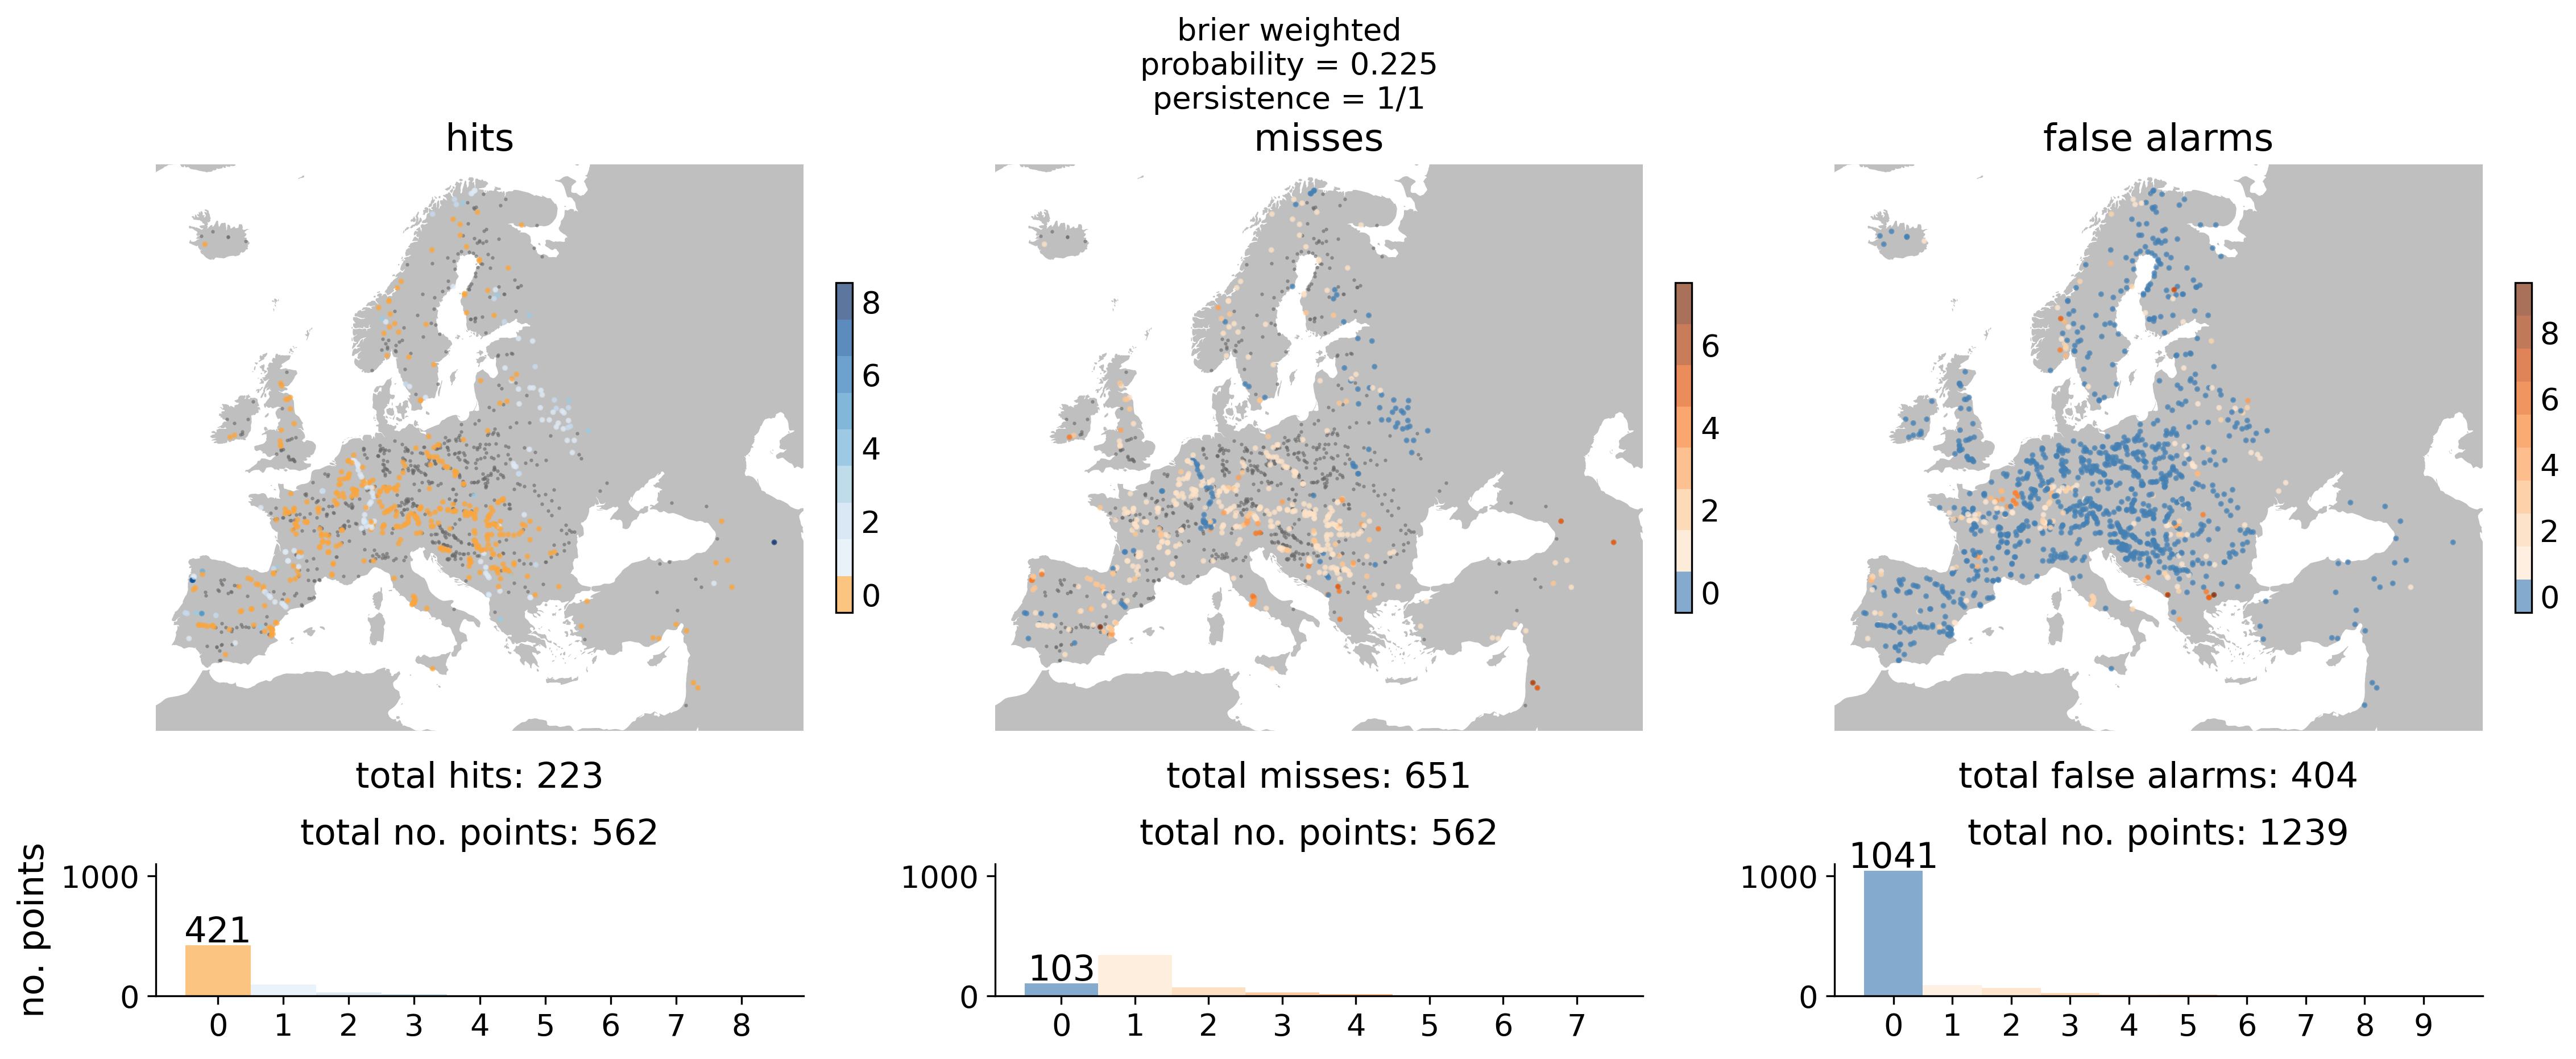 brier weighted
probability = 0.225
persistence = 1/1
hits
misses
false alarms
8
6
4
2
0
6
4
2
0
8
6
4
2
0
total hits: 223
total misses: 651
total false alarms: 404
total no. points: 562
total no. points: 562
total no. points: 1239
no. points
1000
0
421
0 1 2 3 4 5 6 7 8
1000
0
103
0 1 2 3 4 5 6 7
1000
0
1041
0 1 2 3 4 5 6 7 8 9